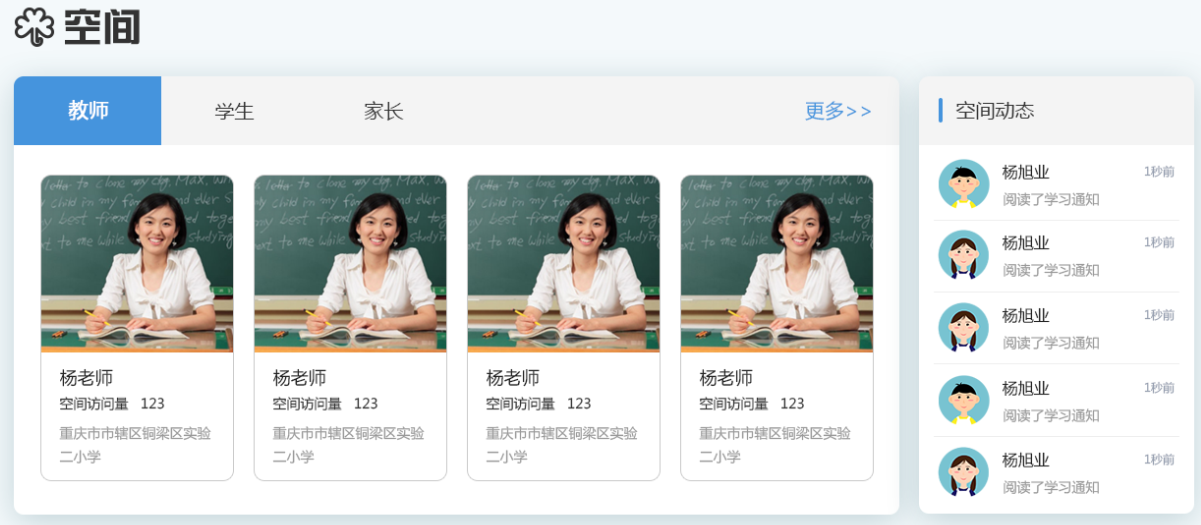 空间
教师 学生 家长 更多>>
杨老师
空间访问量 123
重庆市市辖区铜梁区实验
二小学
杨老师
空间访问量 123
重庆市市辖区铜梁区实验
二小学
杨老师
空间访问量 123
重庆市市辖区铜梁区实验
二小学
杨老师
空间访问量 123
重庆市市辖区铜梁区实验
二小学
空间动态
杨旭业 1秒前
阅读了学习通知
杨旭业 1秒前
阅读了学习通知
杨旭业 1秒前
阅读了学习通知
杨旭业 1秒前
阅读了学习通知
杨旭业 1秒前
阅读了学习通知